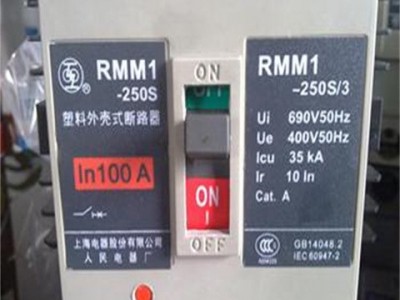 RMM1
-250S
塑料外壳式断路器
In100 A
上海电器股份有限公司
人民电器厂
ON
ON
I
OFF
RMM1
-250S/3
Ui 690V50Hz
Ue 400V50Hz
Icu 35 kA
Ir 10 In
Cat. A
GB14048.2
IEC 60947-2